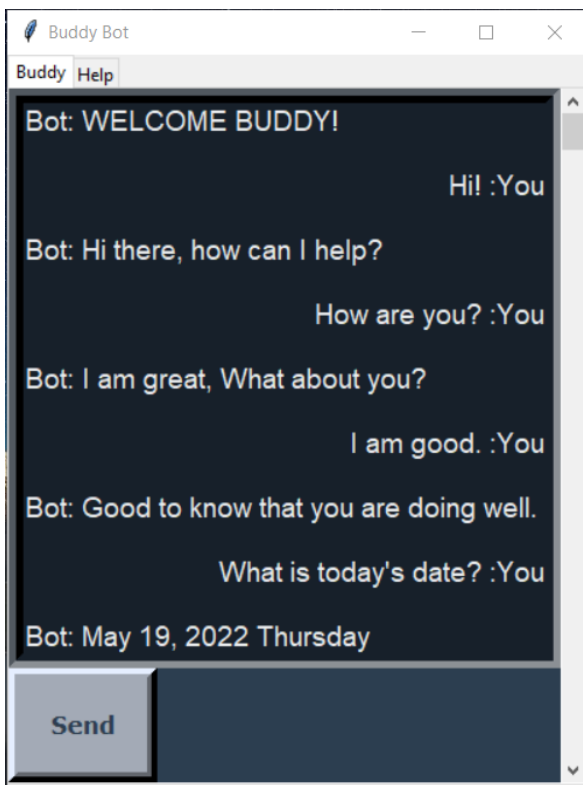 Buddy Bot
Buddy Help
Bot: WELCOME BUDDY!
Hi! :You
Bot: Hi there, how can I help?
How are you? :You
Bot: I am great, What about you?
I am good. :You
Bot: Good to know that you are doing well.
What is today's date? :You
Bot: May 19, 2022 Thursday
Send